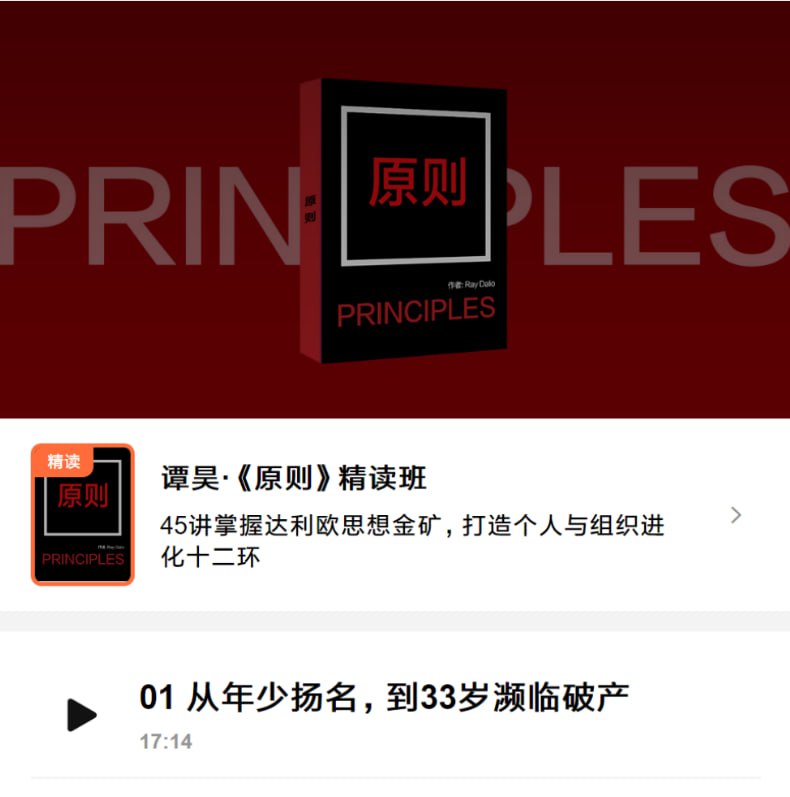 PRINCIPLES
原则
原则
作者: Ray Dalio
PRINCIPLES
精读
原则
作者: Ray Dalio
PRINCIPLES
谭昊·《原则》精读班
45讲掌握达利欧思想金矿，打造个人与组织进
化十二环
01 从年少扬名，到33岁濒临破产
17:14